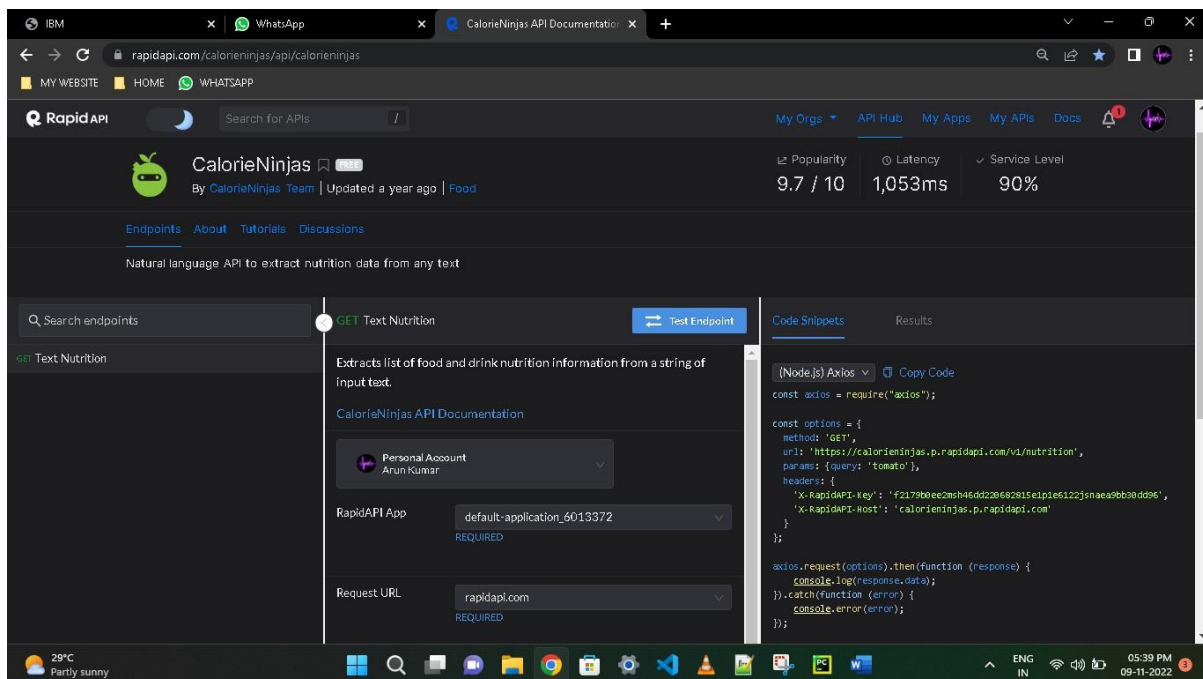 IBM
WhatsApp
CalorieNinjas API Documentation
rapidapi.com/calorieninjas/api/calorieninjas
MY WEBSITE HOME WHATSAPP
Rapid API
Search for APIs /
My Orgs API Hub My Apps My APIs Docs 1
CalorieNinjas FREE
By CalorieNinjas Team | Updated a year ago | Food
Popularity Latency Service Level
9.7 / 10 1,053ms 90%
Endpoints About Tutorials Discussions
Natural language API to extract nutrition data from any text
Search endpoints
GET Text Nutrition
GET Text Nutrition
Test Endpoint
Extracts list of food and drink nutrition information from a string of
input text.
CalorieNinjas API Documentation
Personal Account
Arun Kumar
RapidAPI App
default-application_6013372
REQUIRED
Request URL
rapidapi.com
REQUIRED
Code Snippets Results
(Node.js) Axios Copy Code
const axios = require("axios");
const options = {
method: 'GET',
url: 'https://calorieninjas.p.rapidapi.com/v1/nutrition',
params: {query: 'tomato'},
headers: {
'X-RapidAPI-Key': 'f2179b0ee2msh46dd220682815e1p1e6122jsnaea9bb30dd96',
'X-RapidAPI-Host': 'calorieninjas.p.rapidapi.com'
}
};
axios.request(options).then(function (response) {
console.log(response.data);
}).catch(function (error) {
console.error(error);
});
29°C
Partly sunny
PC
W
ENG
IN
05:39 PM
09-11-2022
3